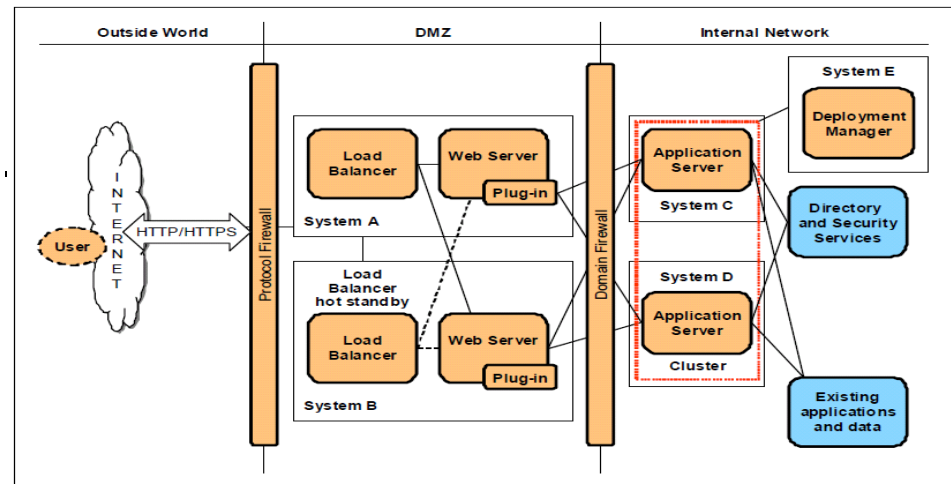 Outside World
DMZ
Internal Network
User
INTERNET
HTTP/HTTPS
Protocol Firewall
Load
Balancer
Web Server
Plug-in
System A
Load
Balancer
hot standby
Load
Balancer
Web Server
Plug-in
System B
Domain Firewall
Application
Server
System C
System D
Application
Server
Cluster
System E
Deployment
Manager
Directory
and Security
Services
Existing
applications
and data